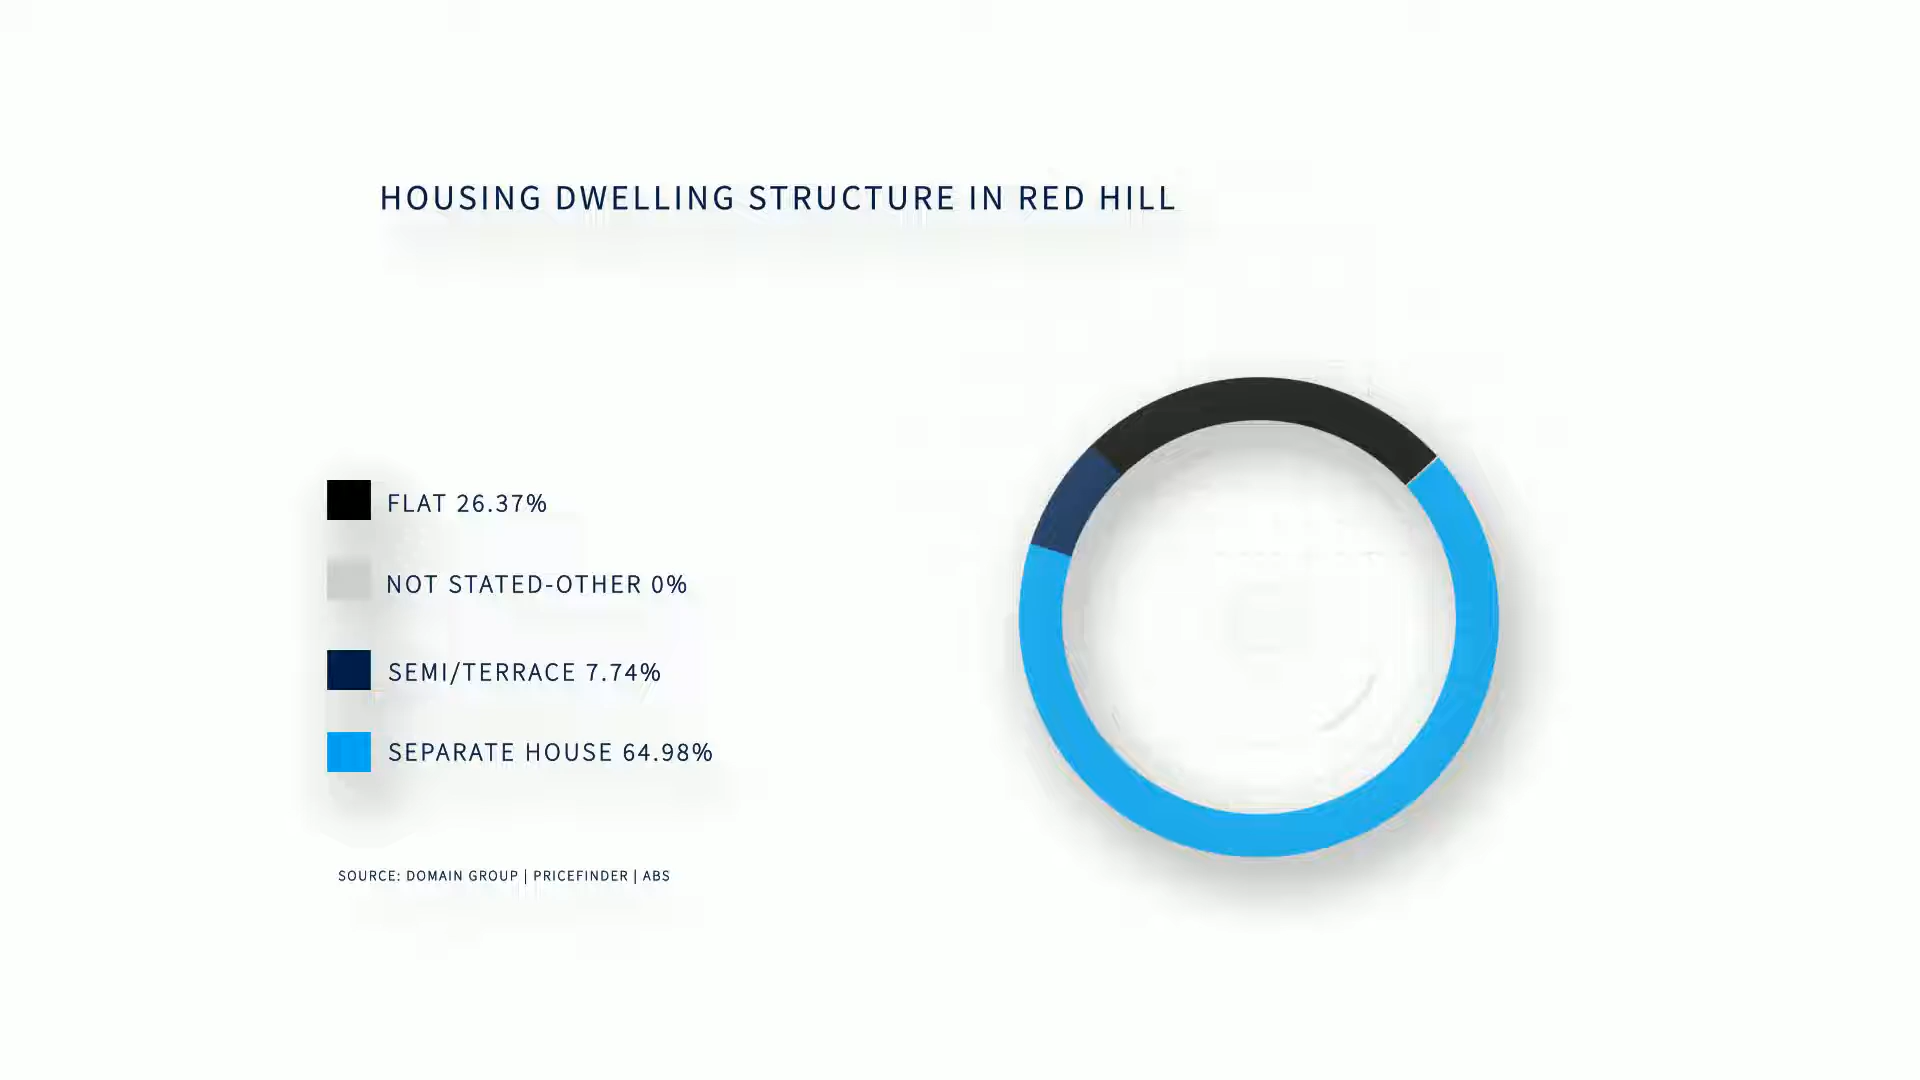 HOUSING DWELLING STRUCTURE IN RED HILL
FLAT 26.37%
NOT STATED-OTHER 0%
SEMI/TERRACE 7.74%
SEPARATE HOUSE 64.98%
SOURCE: DOMAIN GROUP | PRICEFINDER | ABS